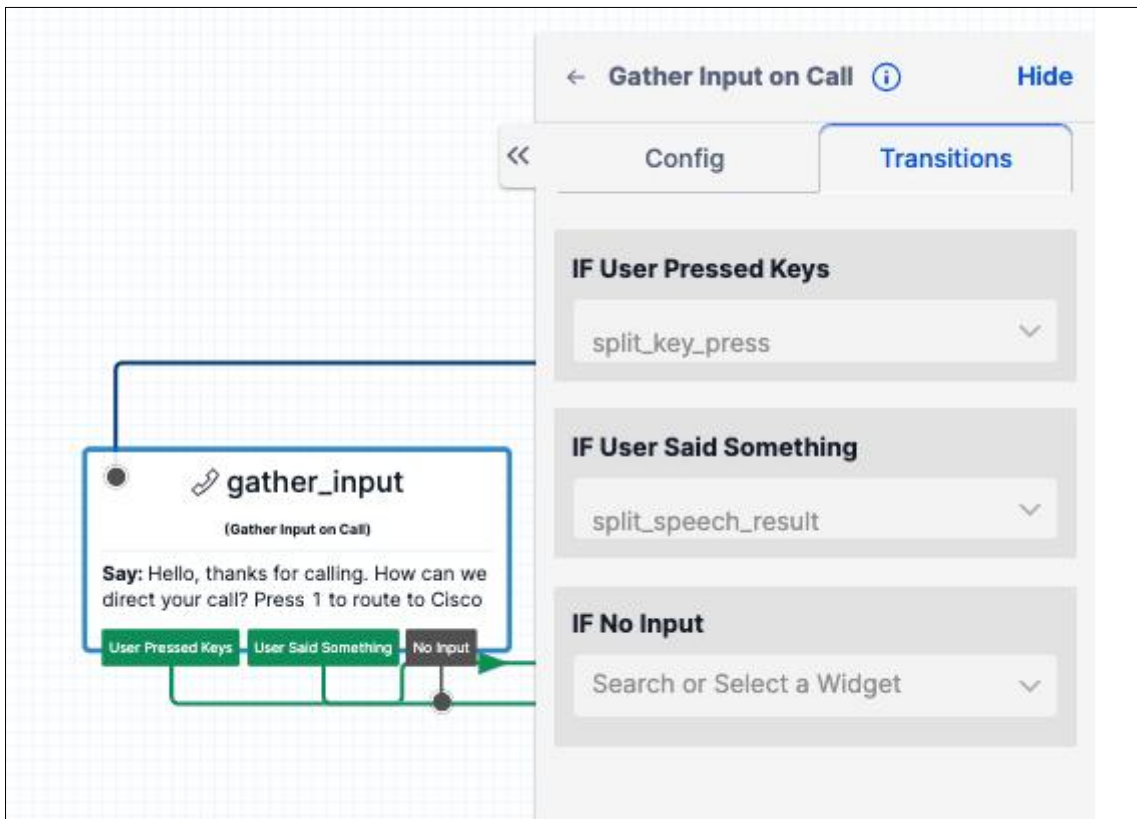 Gather Input on Call
Hide
Config
Transitions
IF User Pressed Keys
split_key_press
IF User Said Something
split_speech_result
IF No Input
Search or Select a Widget
gather_input
(Gather Input on Call)
Say: Hello, thanks for calling. How can we
direct your call? Press 1 to route to Cisco
User Pressed Keys
User Said Something
No Input